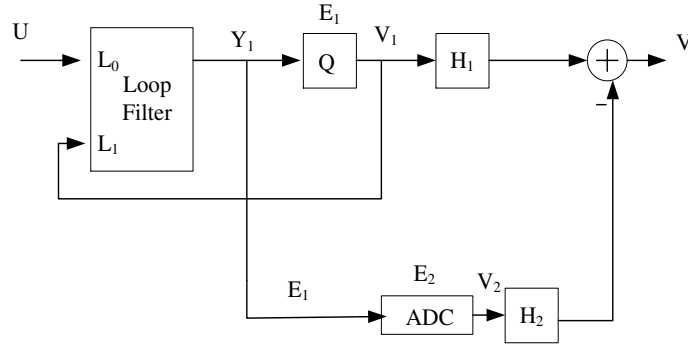 E₁
U
Y₁
V₁
V
L₀
Loop
Filter
L₁
Q
H₁
+
−
E₂
E₁
V₂
ADC
H₂